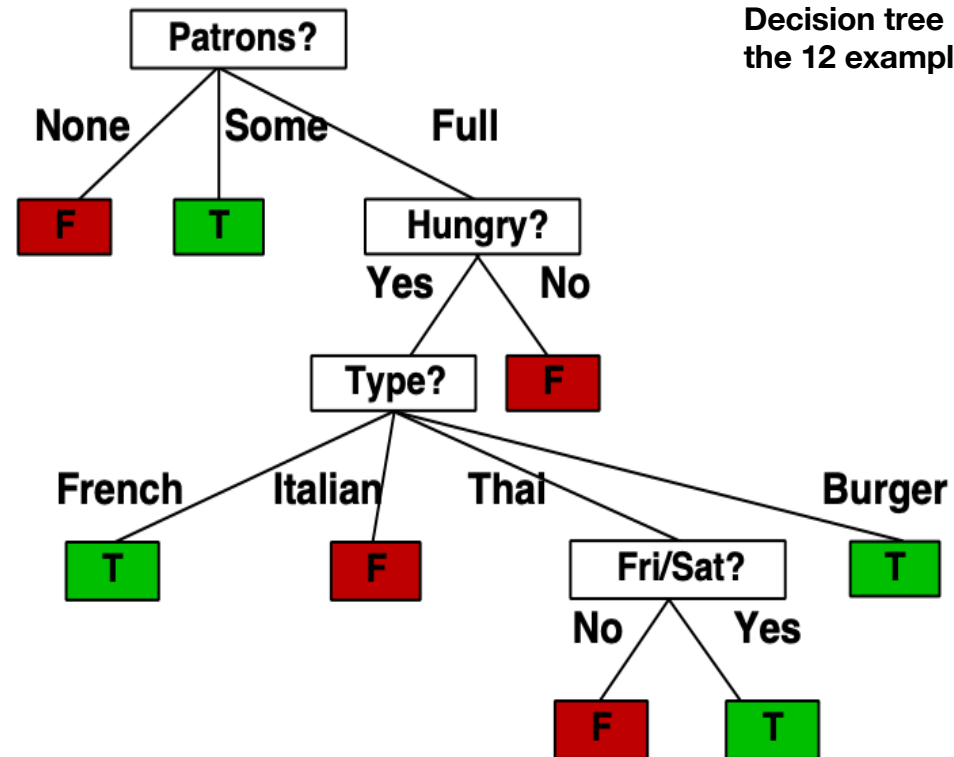 Decision tree
the 12 exampl
Patrons?
None Some Full
F T Hungry?
Yes No
Type? F
French Italian Thai Burger
T F Fri/Sat? T
No Yes
F T